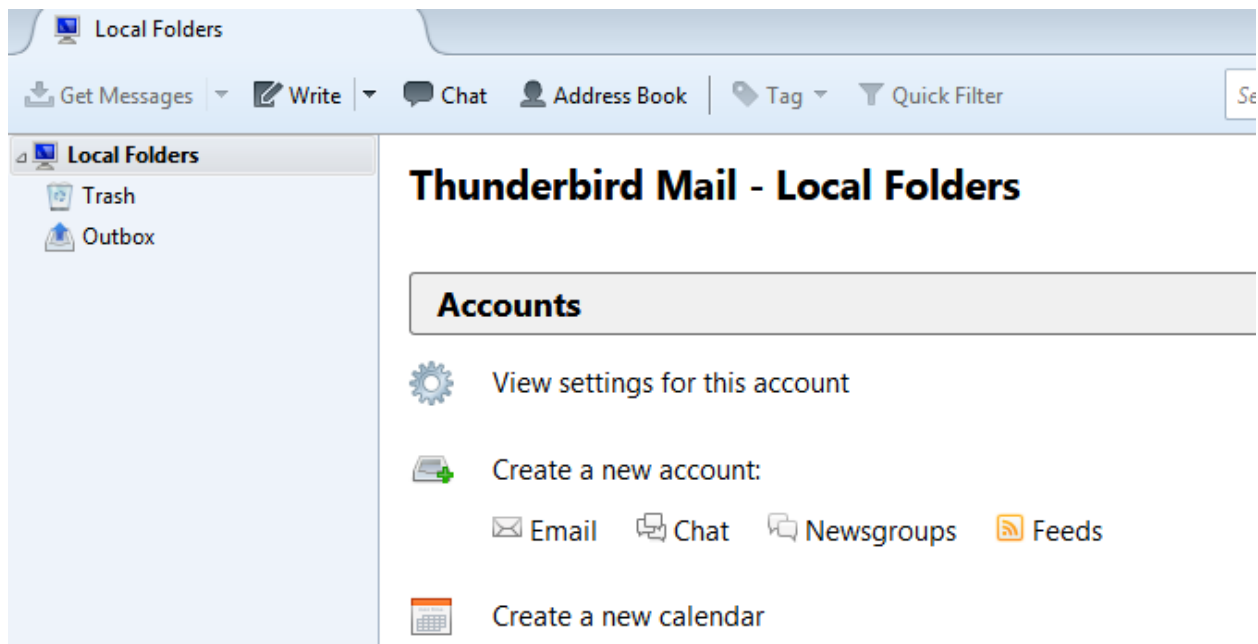 Local Folders
Get Messages Write Chat Address Book Tag Quick Filter
Local Folders
Trash
Outbox
Thunderbird Mail - Local Folders
Accounts
View settings for this account
Create a new account:
Email Chat Newsgroups Feeds
Create a new calendar